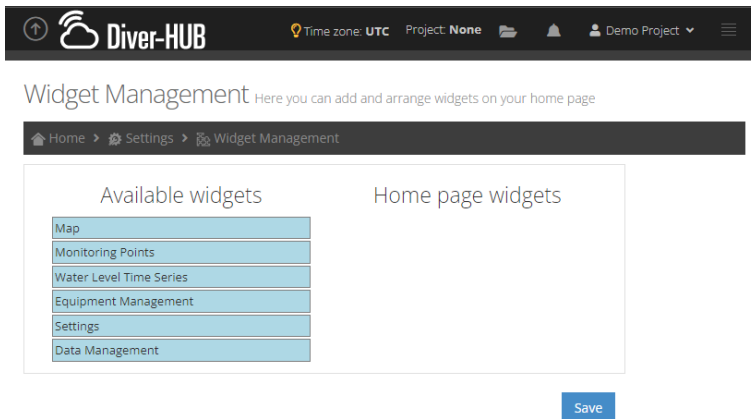 Diver-HUB Time zone: UTC Project: None Demo Project
Widget Management Here you can add and arrange widgets on your home page
Home > Settings > Widget Management
Available widgets Home page widgets
Map
Monitoring Points
Water Level Time Series
Equipment Management
Settings
Data Management
Save